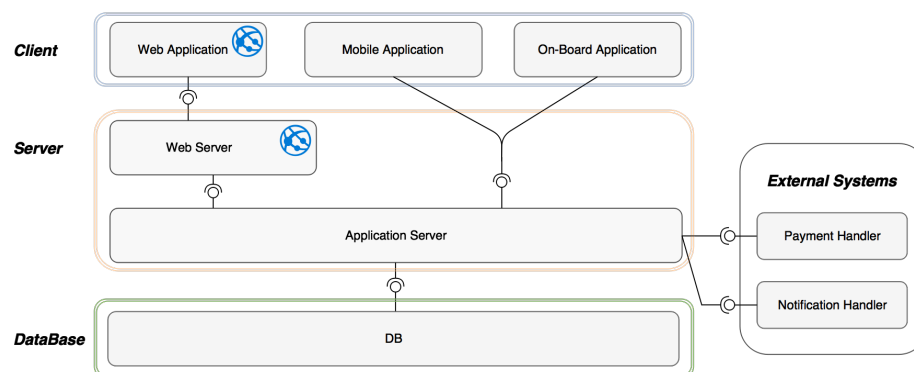 Client
Web Application
Mobile Application
On-Board Application
Server
Web Server
Application Server
External Systems
Payment Handler
Notification Handler
DataBase
DB